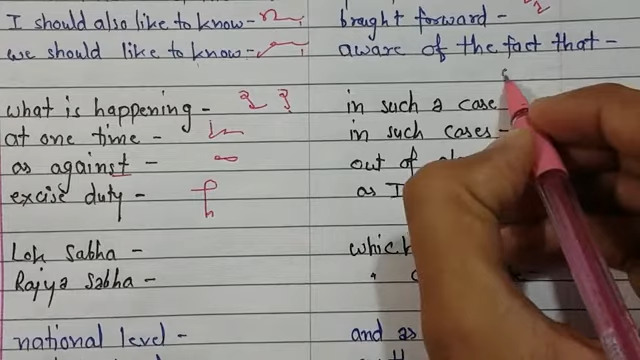 I should also like to know -
we should like to know -
what is happening -
at one time -
as against -
excise duty -
Lok Sabha -
Rajya Sabha -
national level -
braught forward -
aware of the fact that -
in such a case
in such cases -
out of
as I
which
and as